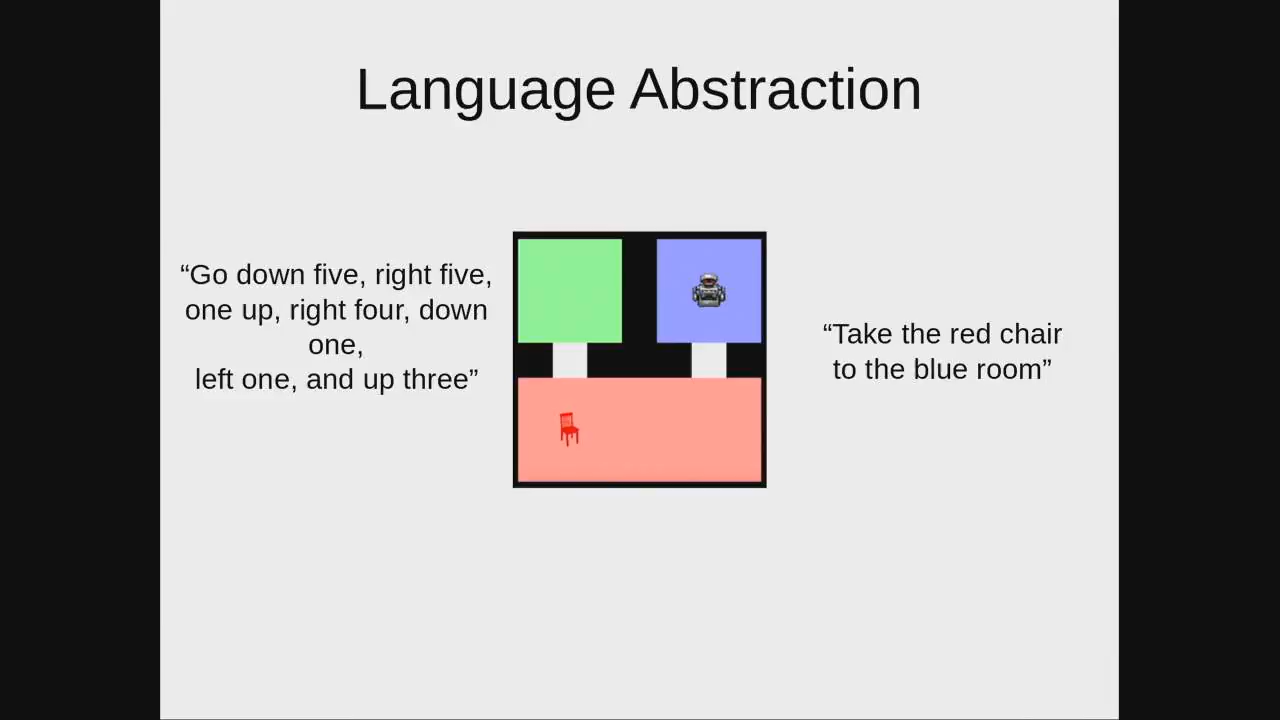 Language Abstraction
“Go down five, right five,
one up, right four, down
one,
left one, and up three”
“Take the red chair
to the blue room”